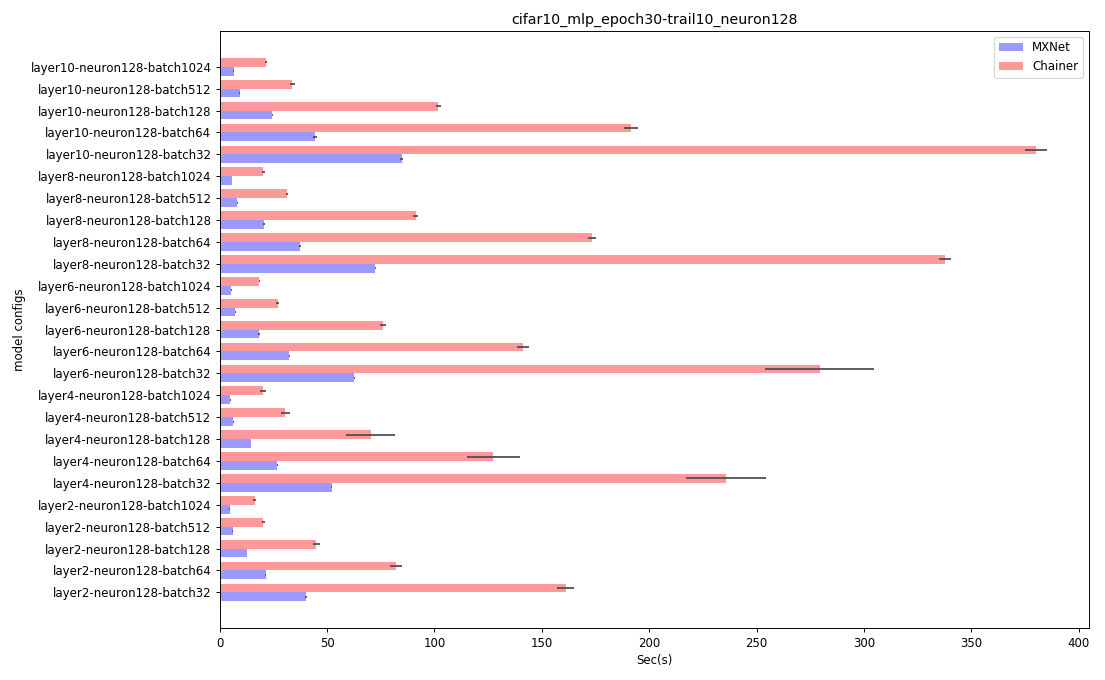 cifar10_mlp_epoch30-trail10_neuron128
MXNet
Chainer
model configs
layer10-neuron128-batch1024
layer10-neuron128-batch512
layer10-neuron128-batch128
layer10-neuron128-batch64
layer10-neuron128-batch32
layer8-neuron128-batch1024
layer8-neuron128-batch512
layer8-neuron128-batch128
layer8-neuron128-batch64
layer8-neuron128-batch32
layer6-neuron128-batch1024
layer6-neuron128-batch512
layer6-neuron128-batch128
layer6-neuron128-batch64
layer6-neuron128-batch32
layer4-neuron128-batch1024
layer4-neuron128-batch512
layer4-neuron128-batch128
layer4-neuron128-batch64
layer4-neuron128-batch32
layer2-neuron128-batch1024
layer2-neuron128-batch512
layer2-neuron128-batch128
layer2-neuron128-batch64
layer2-neuron128-batch32
0 50 100 150 200 250 300 350 400
Sec(s)